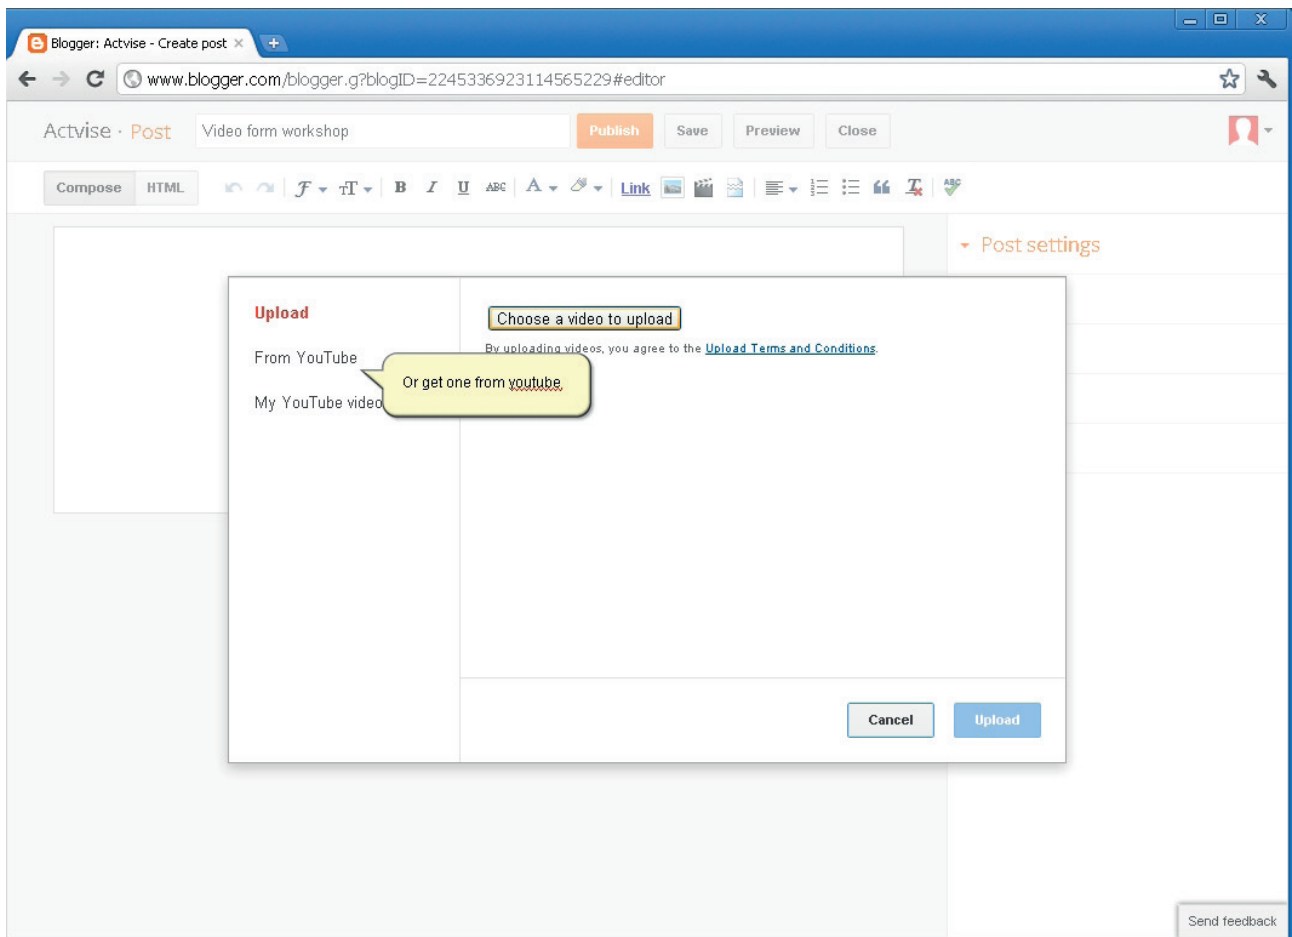 Blogger: Actvise - Create post
www.blogger.com/blogger.g?blogID=2245336923114565229#editor
Actvise · Post Video form workshop Publish Save Preview Close
Compose HTML F T T B I U ABC A Link ABC
Post settings
Upload
From YouTube
My YouTube video
Choose a video to upload
By uploading videos, you agree to the Upload Terms and Conditions.
Or get one from youtube,
Cancel Upload
Send feedback